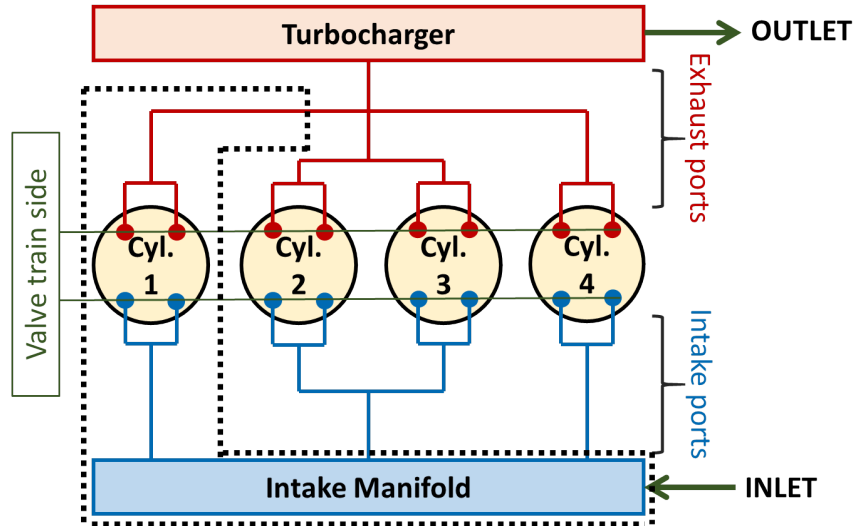 Turbocharger
OUTLET
Exhaust ports
Valve train side
Cyl.
1
Cyl.
2
Cyl.
3
Cyl.
4
Intake ports
Intake Manifold
INLET